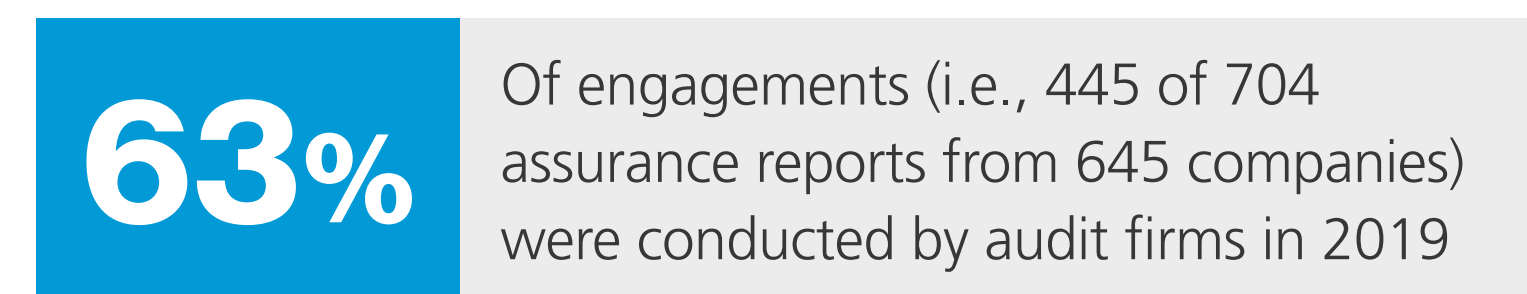 63%
Of engagements (i.e., 445 of 704
assurance reports from 645 companies)
were conducted by audit firms in 2019